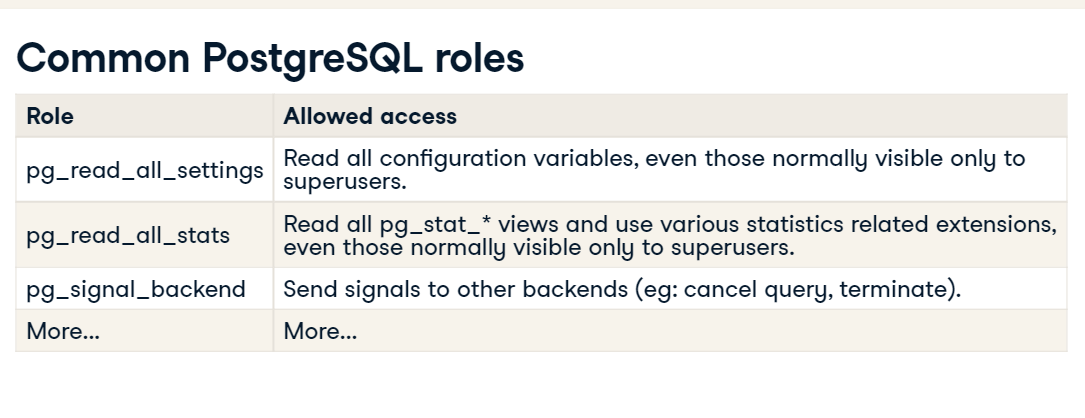 Common PostgreSQL roles
Role Allowed access
pg_read_all_settings Read all configuration variables, even those normally visible only to
superusers.
pg_read_all_stats Read all pg_stat_* views and use various statistics related extensions,
even those normally visible only to superusers.
pg_signal_backend Send signals to other backends (eg: cancel query, terminate).
More... More...